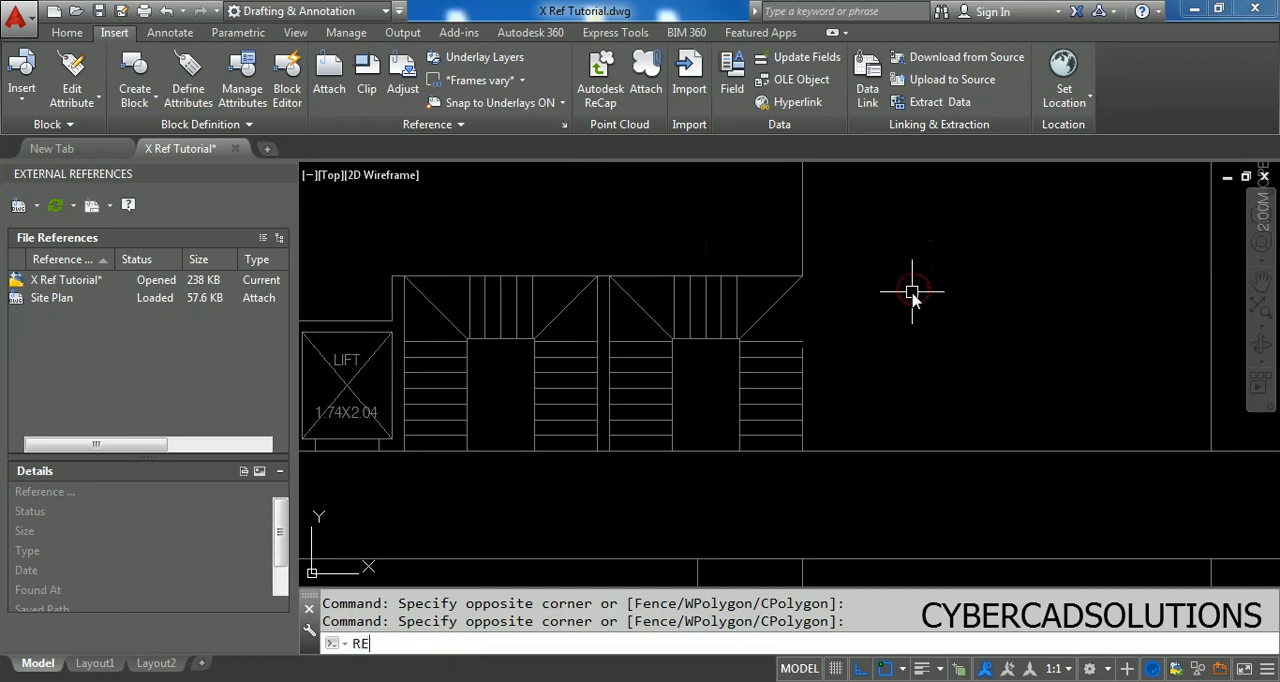 Drafting & Annotation
X Ref Tutorial.dwg
Type a keyword or phrase
Sign In
Home Insert Annotate Parametric View Manage Output Add-ins Autodesk 360 Express Tools BIM 360 Featured Apps
Insert
Edit Attribute
Create Block
Define Attributes
Manage Attributes
Block Editor
Attach
Clip
Adjust
Underlay Layers
*Frames vary*
Snap to Underlays ON
Autodesk ReCap
Attach
Import
Field
Update Fields
OLE Object
Hyperlink
Data Link
Download from Source
Upload to Source
Extract Data
Set Location
Block Block Definition Reference Point Cloud Import Data Linking & Extraction Location
New Tab X Ref Tutorial*
EXTERNAL REFERENCES
[−][Top][2D Wireframe]
File References
Reference ... Status Size Type
X Ref Tutorial* Opened 238 KB Current
Site Plan Loaded 57.6 KB Attach
LIFT
1.74X2.04
Details
Reference ...
Status
Size
Type
Date
Found At
Saved Path
Y
X
Command: Specify opposite corner or [Fence/WPolygon/CPolygon]:
Command: Specify opposite corner or [Fence/WPolygon/CPolygon]:
RE
CYBERCADSOLUTIONS
Model Layout1 Layout2
MODEL 1:1